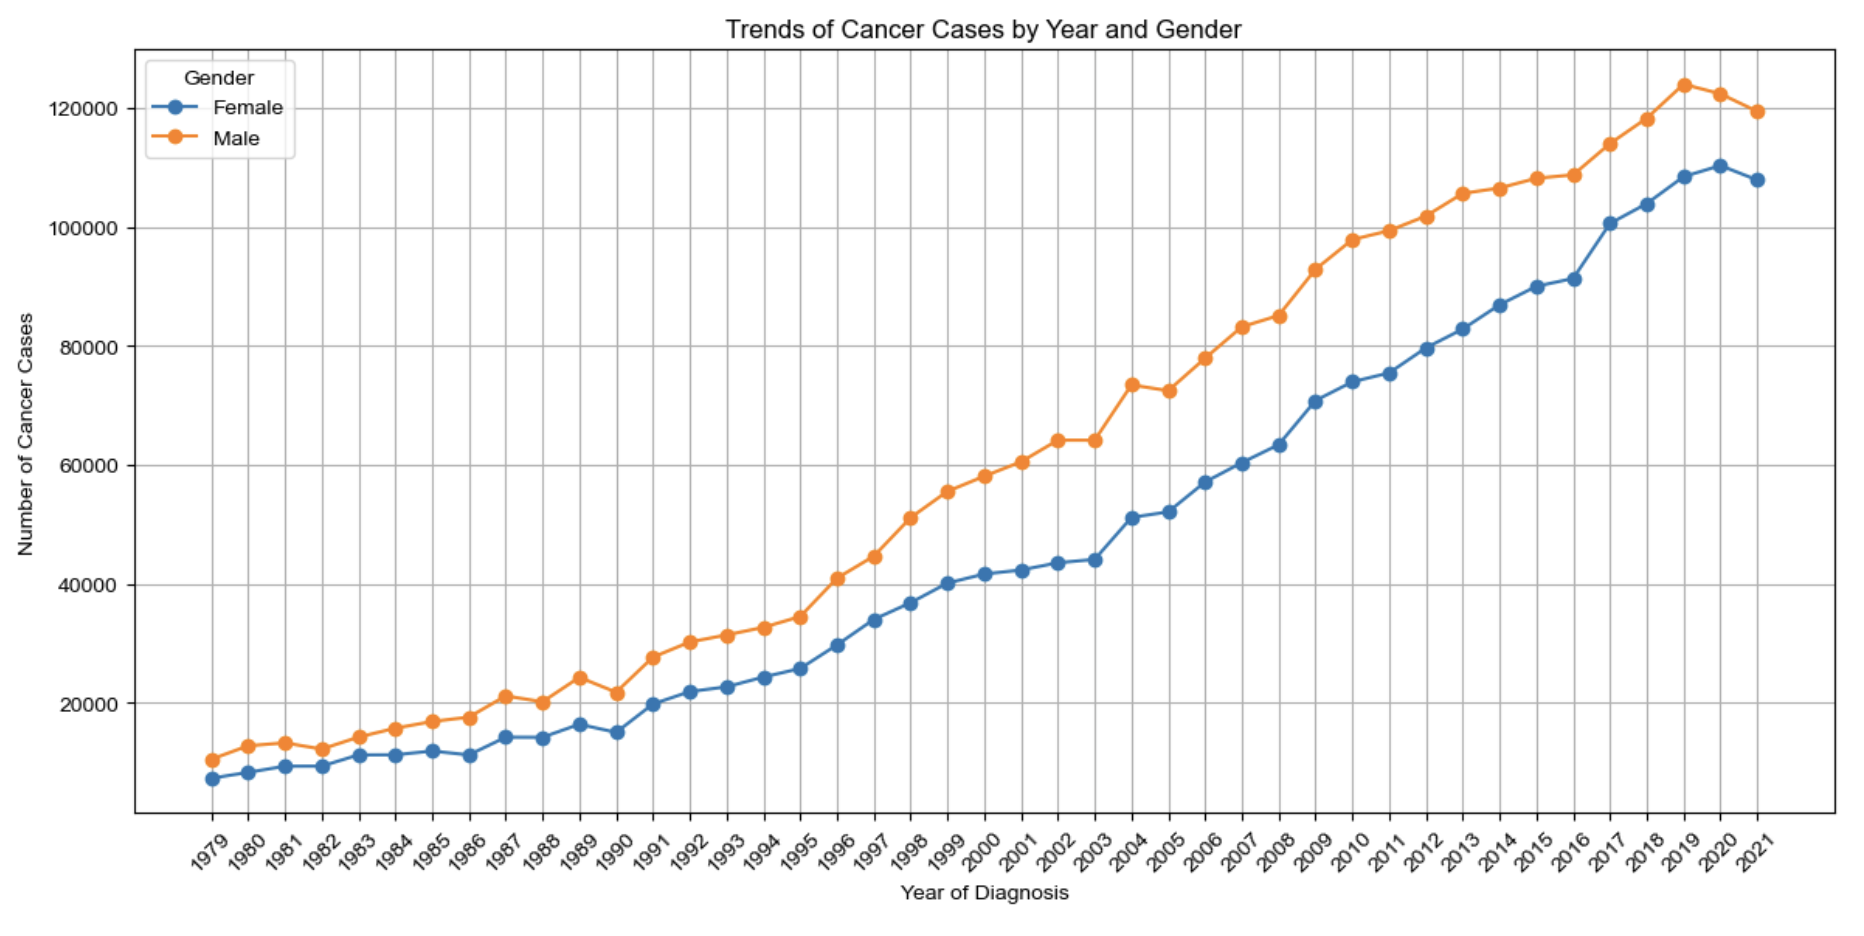 Trends of Cancer Cases by Year and Gender
Gender
Female
Male
120000
100000
80000
60000
40000
20000
Number of Cancer Cases
1979 1980 1981 1982 1983 1984 1985 1986 1987 1988 1989 1990 1991 1992 1993 1994 1995 1996 1997 1998 1999 2000 2001 2002 2003 2004 2005 2006 2007 2008 2009 2010 2011 2012 2013 2014 2015 2016 2017 2018 2019 2020 2021
Year of Diagnosis